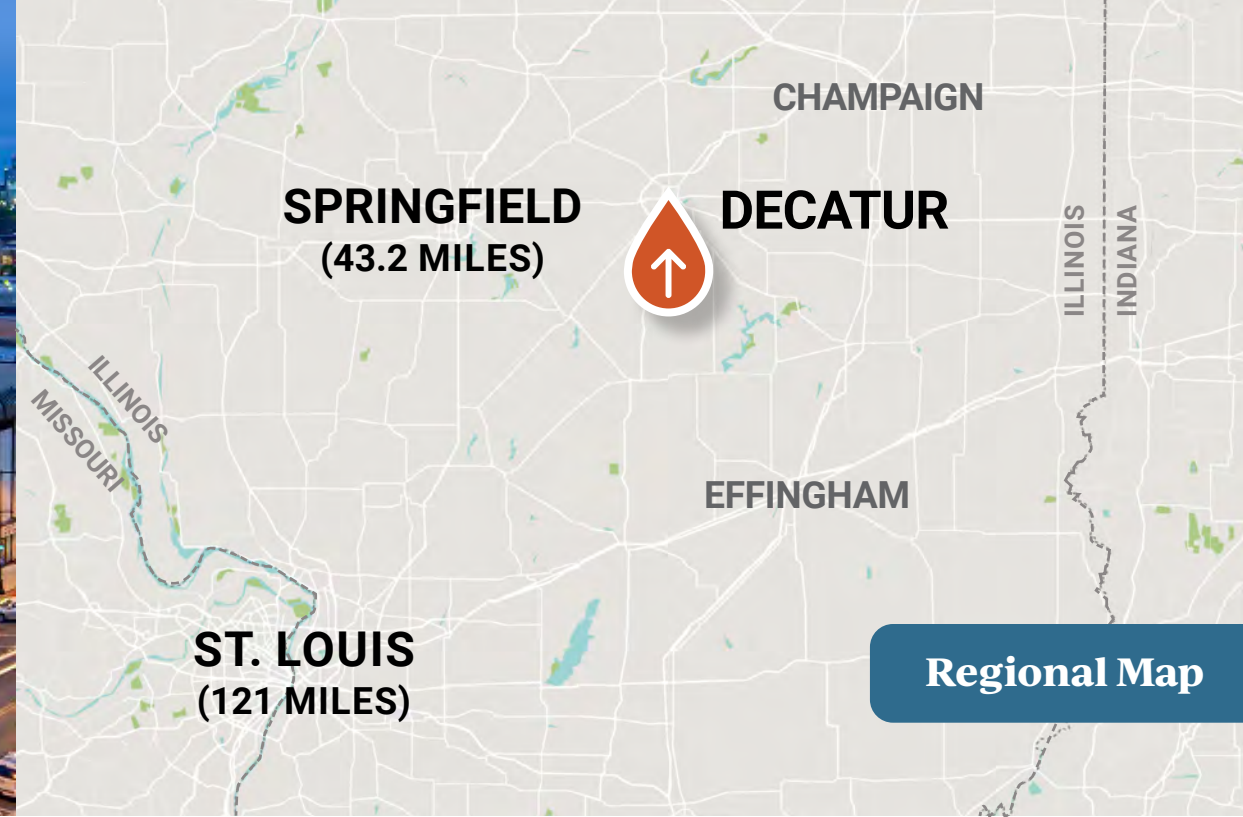 CHAMPAIGN
SPRINGFIELD
(43.2 MILES)
DECATUR
ILLINOIS
INDIANA
ILLINOIS
MISSOURI
EFFINGHAM
ST. LOUIS
(121 MILES)
Regional Map